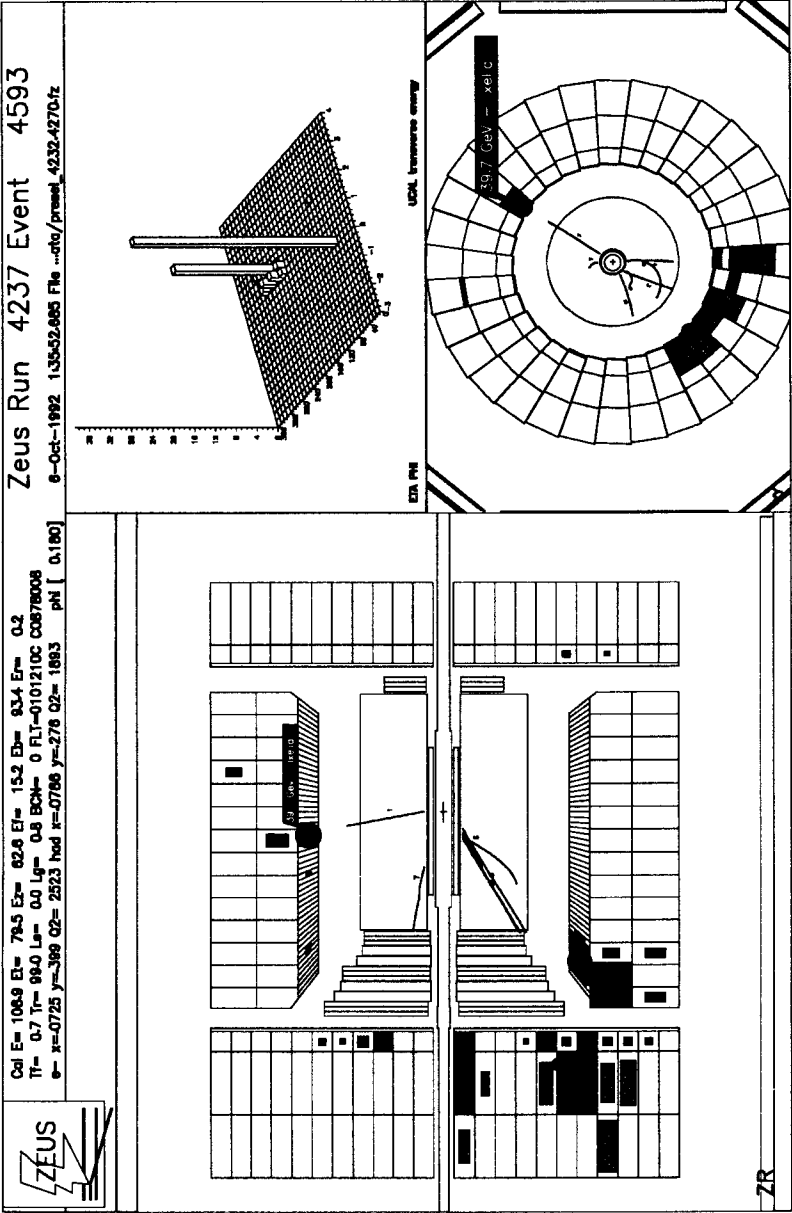 ZEUS
Cal E= 106.9 Et= 79.5 Ez= 82.8 Ef= 15.2 Eb= 93.4 Er= 0.2
Tf= 0.7 Tr= 99.0 Le= 0.0 Lg= 0.8 BCN= 0 FLT=0101210C C0878008
e- x=.0725 y=.399 Q2= 2523 had x=.0786 y=.276 Q2= 1693 phi [ 0.180]
Zeus Run 4237 Event 4593
6-Oct-1992 1:35:52.685 File ...ata/presel_4232.4270.fz
ETA PHI
UCAL transverse energy
39.7 GeV - xel c
ZR